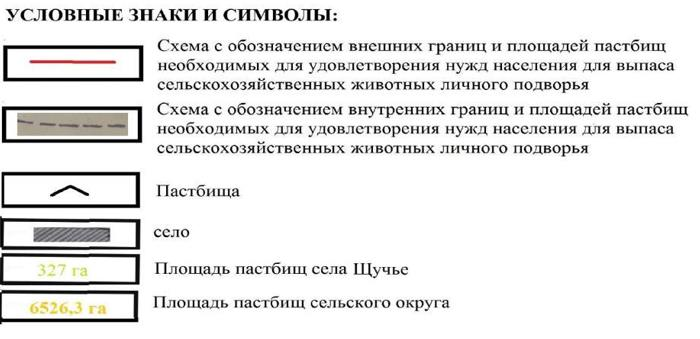 УСЛОВНЫЕ ЗНАКИ И СИМВОЛЫ:
Схема с обозначением внешних границ и площадей пастбищ
необходимых для удовлетворения нужд населения для выпаса
сельскохозяйственных животных личного подворья
Схема с обозначением внутренних границ и площадей пастбищ
необходимых для удовлетворения нужд населения для выпаса
сельскохозяйственных животных личного подворья
Пастбища
село
327 га Площадь пастбищ села Щучье
6526,3 га Площадь пастбищ сельского округа